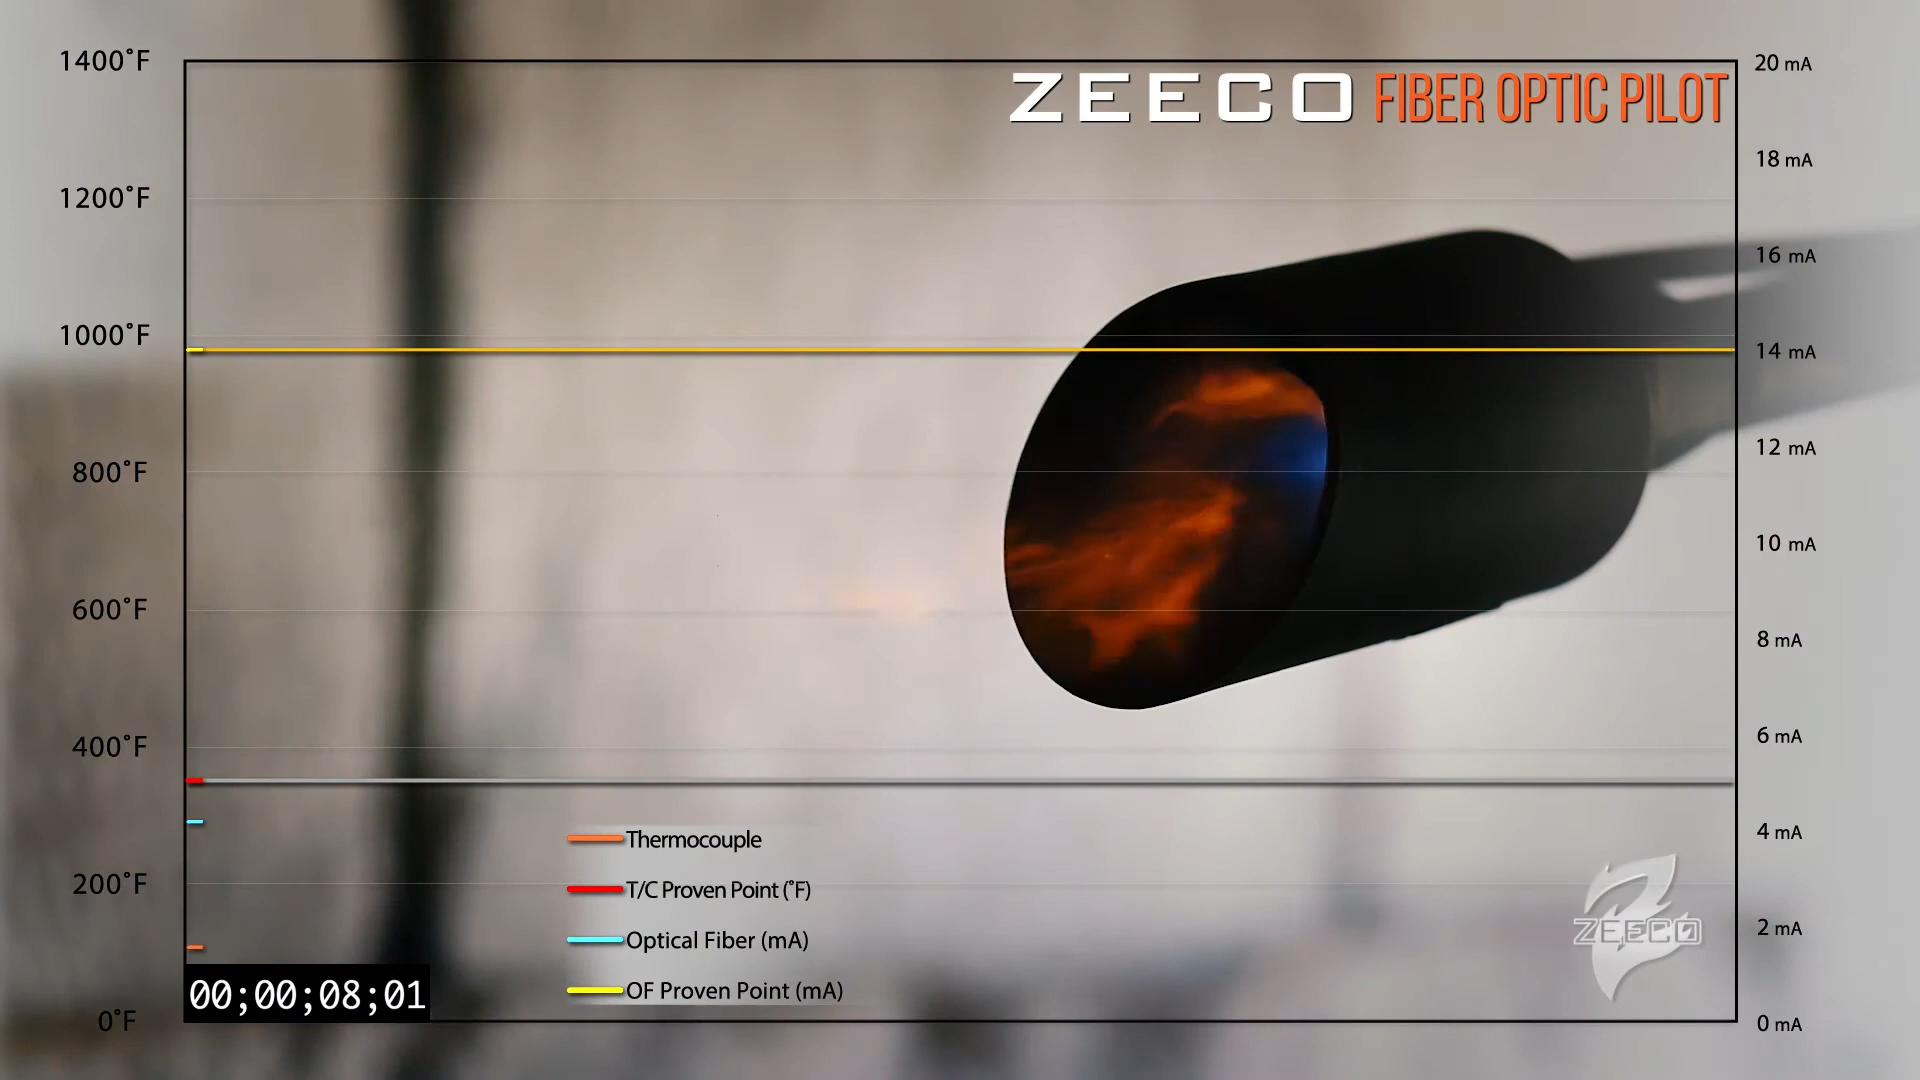 ZEECO FIBER OPTIC PILOT
1400˚F
1200˚F
1000˚F
800˚F
600˚F
400˚F
200˚F
0˚F
20 mA
18 mA
16 mA
14 mA
12 mA
10 mA
8 mA
6 mA
4 mA
2 mA
0 mA
Thermocouple
T/C Proven Point (˚F)
Optical Fiber (mA)
OF Proven Point (mA)
00;00;08;01
ZEECO